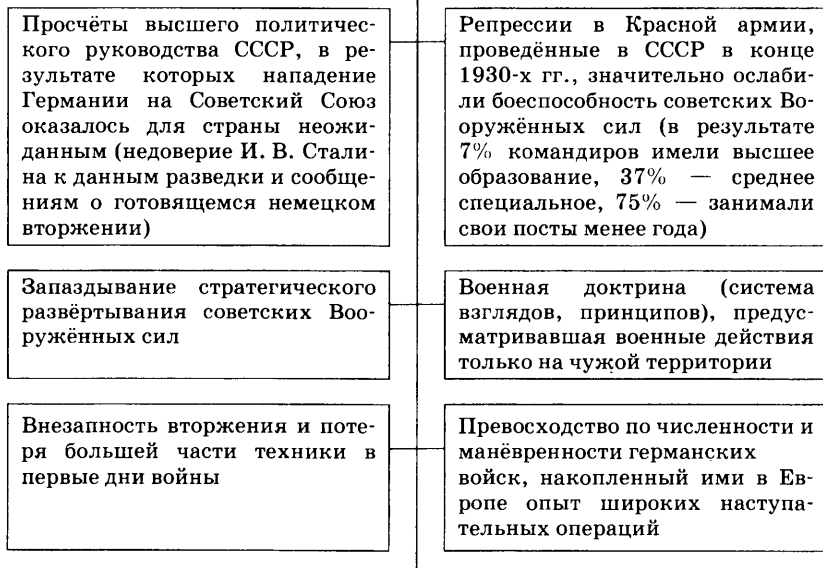 Просчёты высшего политичес-
кого руководства СССР, в ре-
зультате которых нападение
Германии на Советский Союз
оказалось для страны неожи-
данным (недоверие И. В. Стали-
на к данным разведки и сообще-
ниям о готовящемся немецком
вторжении)
Репрессии в Красной армии,
проведённые в СССР в конце
1930-х гг., значительно ослаби-
ли боеспособность советских Во-
оружённых сил (в результате
7% командиров имели высшее
образование, 37% — среднее
специальное, 75% — занимали
свои посты менее года)
Запаздывание стратегического
развёртывания советских Воо-
ружённых сил
Военная доктрина (система
взглядов, принципов), предус-
матривавшая военные действия
только на чужой территории
Внезапность вторжения и поте-
ря большей части техники в
первые дни войны
Превосходство по численности и
манёвренности германских
войск, накопленный ими в Ев-
ропе опыт широких наступа-
тельных операций